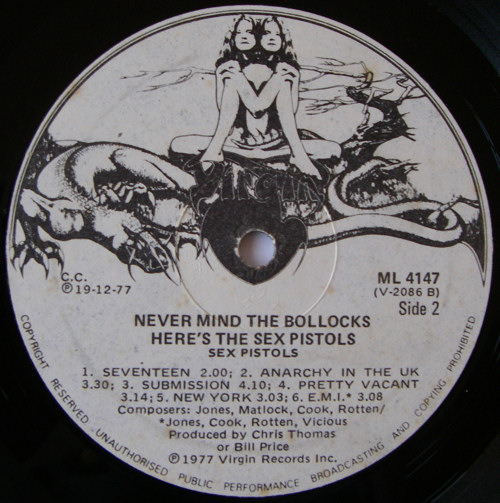 Virgin
C.C.
℗19-12-77
ML 4147
(V-2086 B)
Side 2
NEVER MIND THE BOLLOCKS
HERE'S THE SEX PISTOLS
SEX PISTOLS
1. SEVENTEEN 2.00; 2. ANARCHY IN THE UK
3.30; 3. SUBMISSION 4.10; 4. PRETTY VACANT
3.14; 5. NEW YORK 3.03; 6. E.M.I.* 3.08
Composers: Jones, Matlock, Cook, Rotten/
*Jones, Cook, Rotten, Vicious
Produced by Chris Thomas
or Bill Price
℗1977 Virgin Records Inc.
COPYRIGHT RESERVED - UNAUTHORISED PUBLIC PERFORMANCE BROADCASTING AND COPYING PROHIBITED